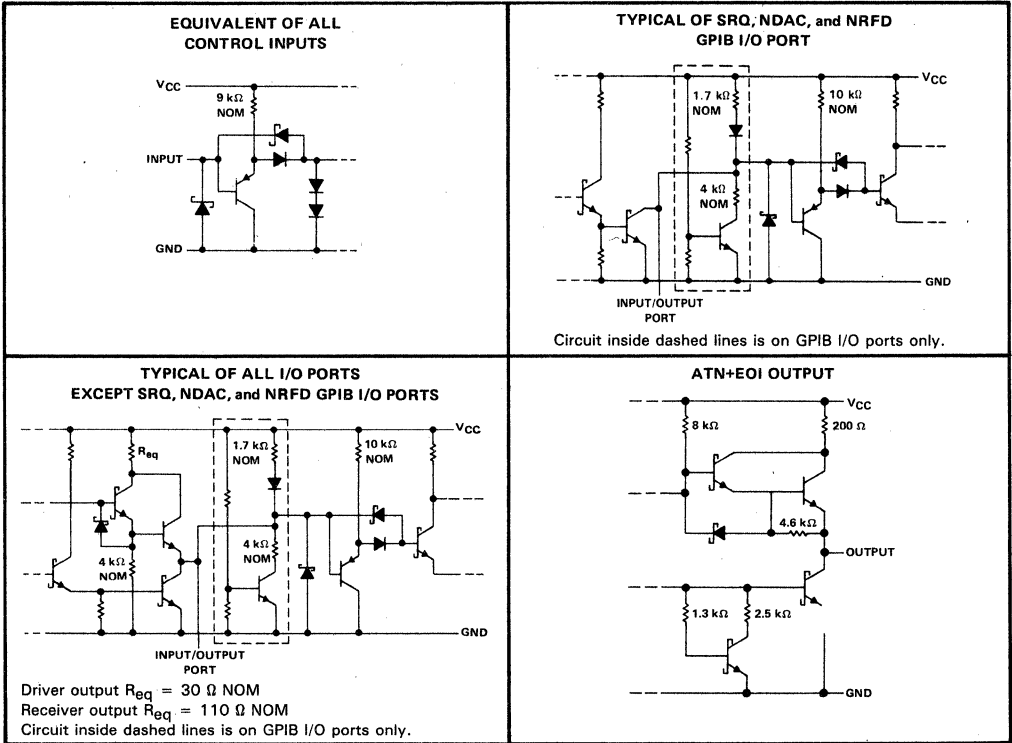 EQUIVALENT OF ALL
CONTROL INPUTS
VCC
9 kΩ
NOM
INPUT
GND
TYPICAL OF SRQ, NDAC, and NRFD
GPIB I/O PORT
VCC
1.7 kΩ
NOM
10 kΩ
NOM
4 kΩ
NOM
GND
INPUT/OUTPUT
PORT
Circuit inside dashed lines is on GPIB I/O ports only.
TYPICAL OF ALL I/O PORTS
EXCEPT SRQ, NDAC, and NRFD GPIB I/O PORTS
VCC
Req
1.7 kΩ
NOM
10 kΩ
NOM
4 kΩ
NOM
4 kΩ
NOM
GND
INPUT/OUTPUT
PORT
Driver output Req = 30 Ω NOM
Receiver output Req = 110 Ω NOM
Circuit inside dashed lines is on GPIB I/O ports only.
ATN+EOI OUTPUT
VCC
8 kΩ
200 Ω
4.6 kΩ
OUTPUT
1.3 kΩ
2.5 kΩ
GND